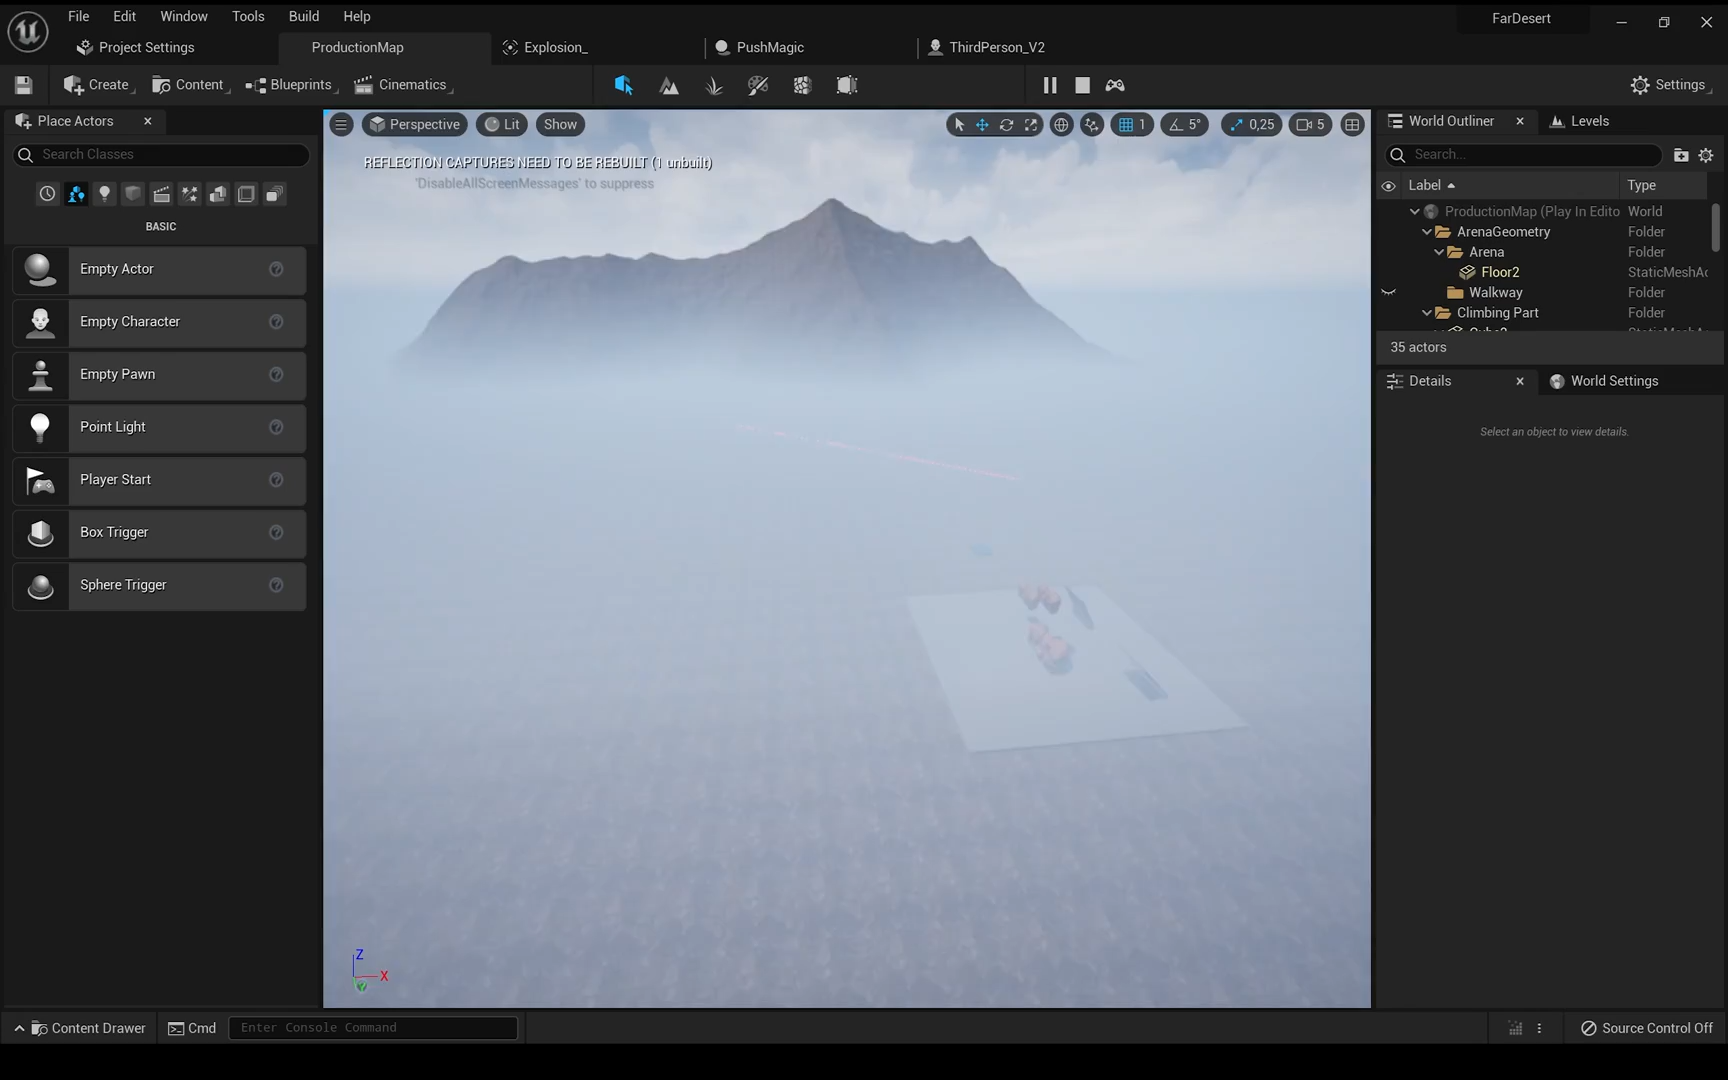 File Edit Window Tools Build Help
FarDesert
Project Settings
ProductionMap
Explosion_
PushMagic
ThirdPerson_V2
Create
Content
Blueprints
Cinematics
Settings
Place Actors
Search Classes
BASIC
Empty Actor
Empty Character
Empty Pawn
Point Light
Player Start
Box Trigger
Sphere Trigger
Perspective
Lit
Show
1
5°
0,25
5
REFLECTION CAPTURES NEED TO BE REBUILT (1 unbuilt)
'DisableAllScreenMessages' to suppress
Z
X
World Outliner
Levels
Search...
Label
Type
ProductionMap (Play In Edito World
ArenaGeometry Folder
Arena Folder
Floor2 StaticMeshAc
Walkway Folder
Climbing Part Folder
35 actors
Details
World Settings
Select an object to view details.
Content Drawer
Cmd
Enter Console Command
Source Control Off